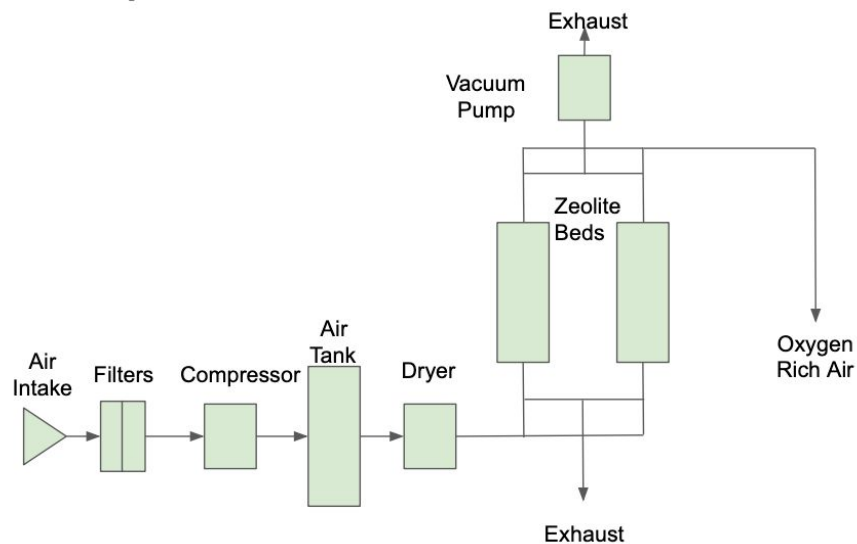 Exhaust
Vacuum
Pump
Zeolite
Beds
Air
Tank
Oxygen
Rich Air
Air
Intake
Filters
Compressor
Dryer
Exhaust